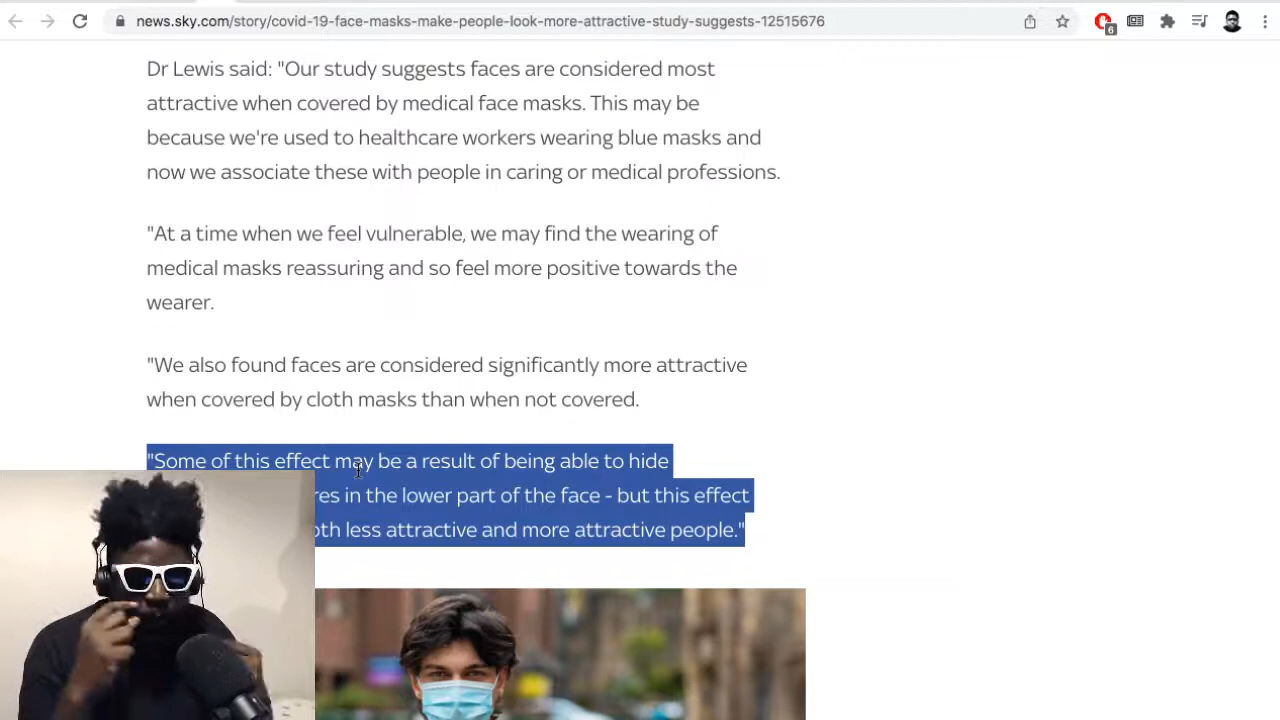 news.sky.com/story/covid-19-face-masks-make-people-look-more-attractive-study-suggests-12515676
6
Dr Lewis said: "Our study suggests faces are considered most
attractive when covered by medical face masks. This may be
because we're used to healthcare workers wearing blue masks and
now we associate these with people in caring or medical professions.
"At a time when we feel vulnerable, we may find the wearing of
medical masks reassuring and so feel more positive towards the
wearer.
"We also found faces are considered significantly more attractive
when covered by cloth masks than when not covered.
"Some of this effect may be a result of being able to hide
res in the lower part of the face - but this effect
oth less attractive and more attractive people."